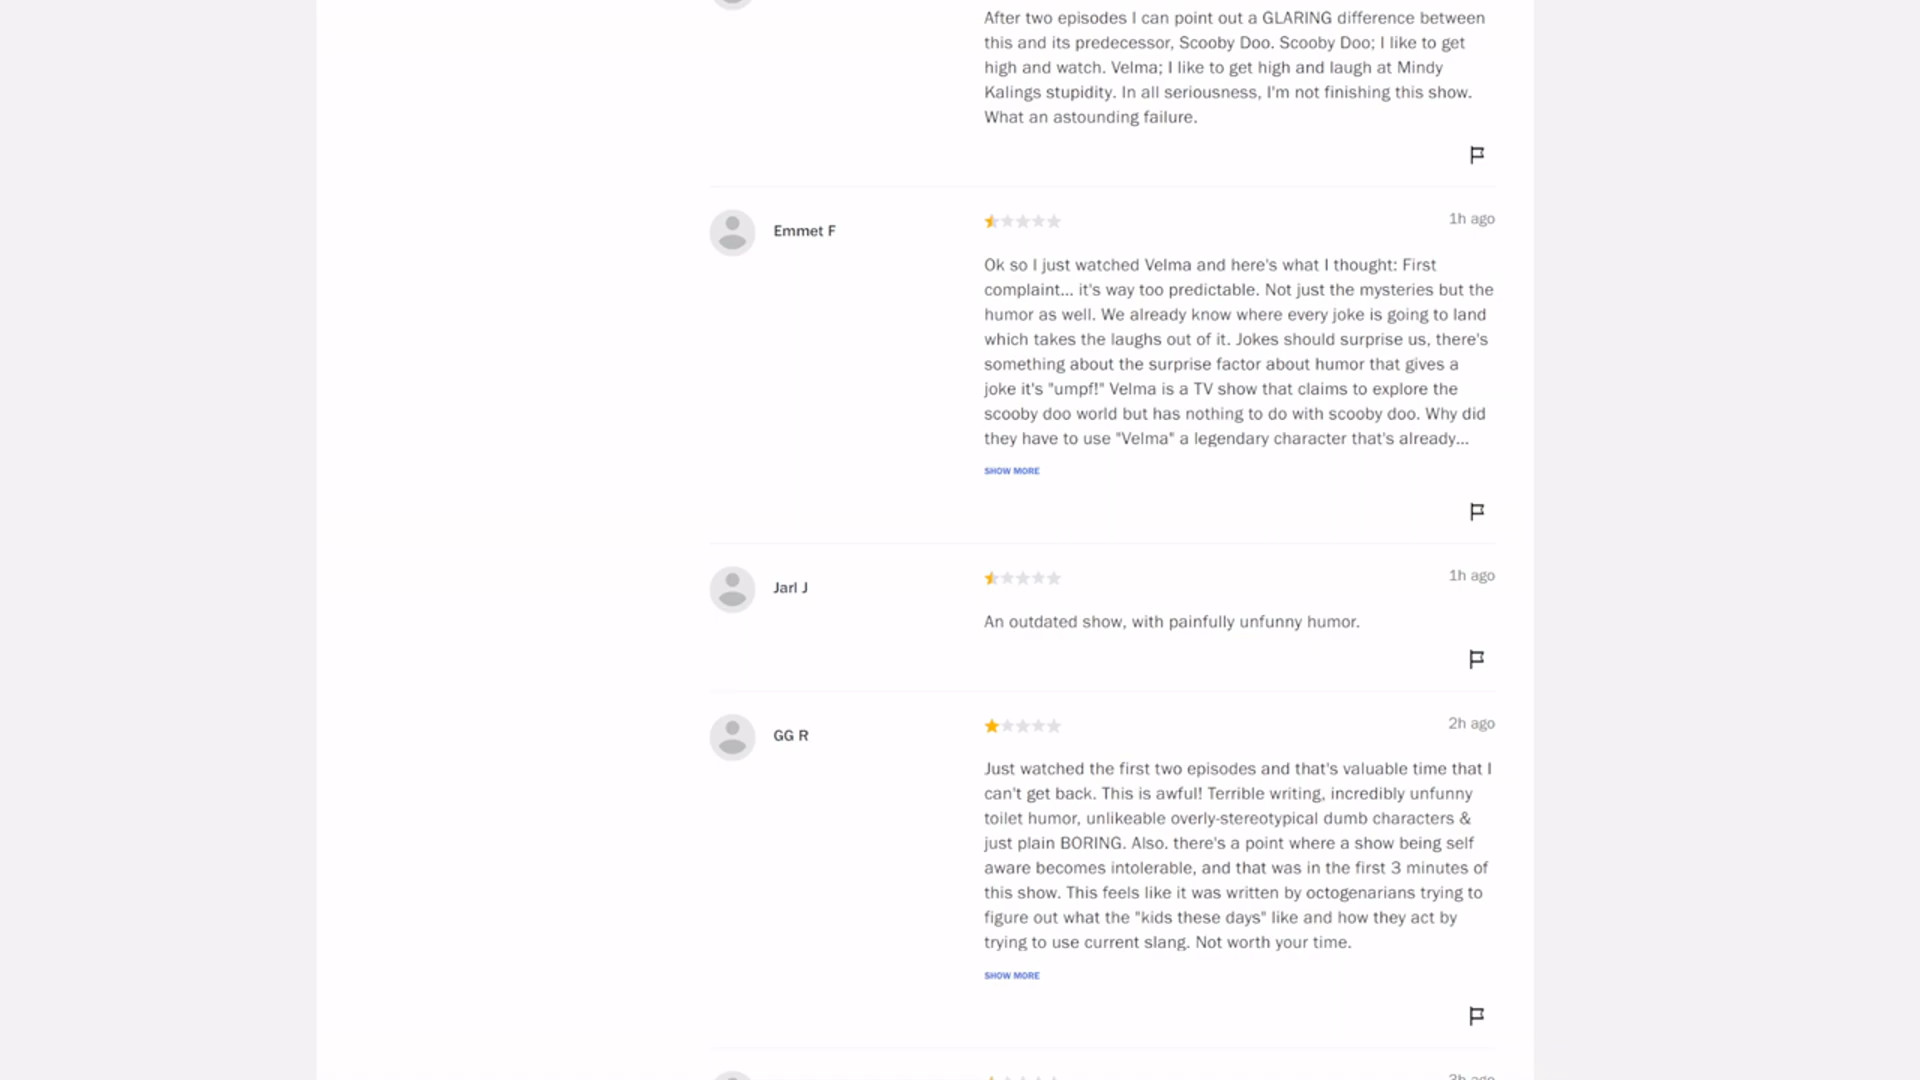 After two episodes I can point out a GLARING difference between
this and its predecessor, Scooby Doo. Scooby Doo; I like to get
high and watch. Velma; I like to get high and laugh at Mindy
Kalings stupidity. In all seriousness, I'm not finishing this show.
What an astounding failure.
Emmet F
1h ago
Ok so I just watched Velma and here's what I thought: First
complaint... it's way too predictable. Not just the mysteries but the
humor as well. We already know where every joke is going to land
which takes the laughs out of it. Jokes should surprise us, there's
something about the surprise factor about humor that gives a
joke it's "umpf!" Velma is a TV show that claims to explore the
scooby doo world but has nothing to do with scooby doo. Why did
they have to use "Velma" a legendary character that's already...
SHOW MORE
Jarl J
1h ago
An outdated show, with painfully unfunny humor.
GG R
2h ago
Just watched the first two episodes and that's valuable time that I
can't get back. This is awful! Terrible writing, incredibly unfunny
toilet humor, unlikeable overly-stereotypical dumb characters &
just plain BORING. Also. there's a point where a show being self
aware becomes intolerable, and that was in the first 3 minutes of
this show. This feels like it was written by octogenarians trying to
figure out what the "kids these days" like and how they act by
trying to use current slang. Not worth your time.
SHOW MORE